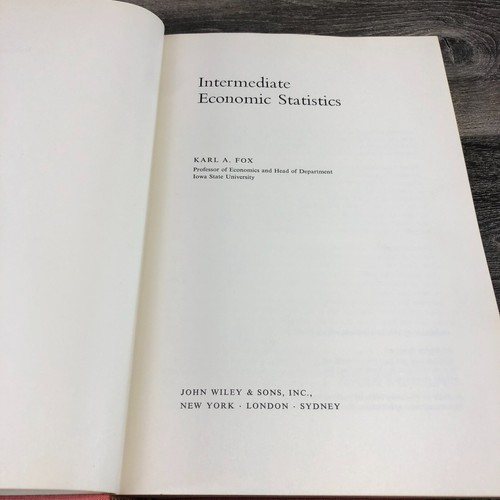 Intermediate
Economic Statistics
KARL A. FOX
Professor of Economics and Head of Department
Iowa State University
JOHN WILEY & SONS, INC.,
NEW YORK · LONDON · SYDNEY